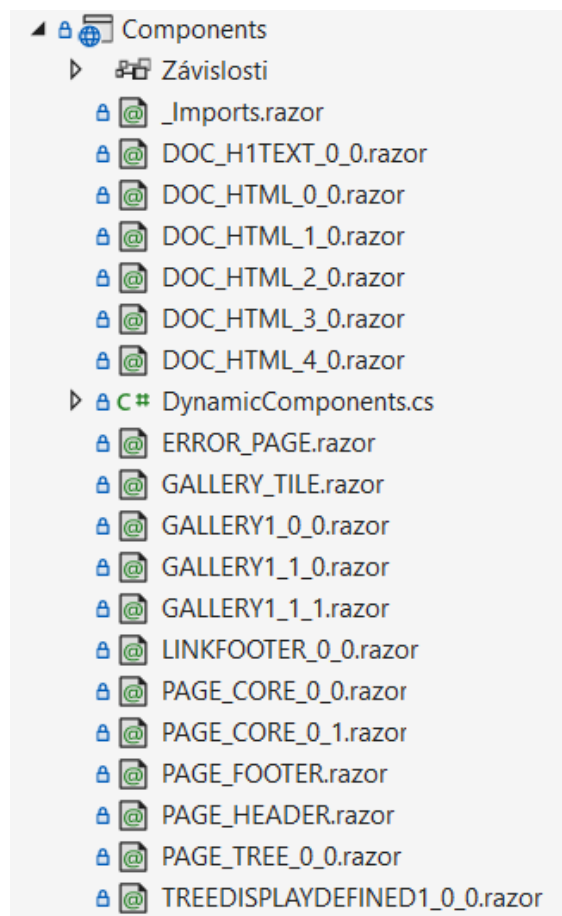 Components
Závislosti
_Imports.razor
DOC_H1TEXT_0_0.razor
DOC_HTML_0_0.razor
DOC_HTML_1_0.razor
DOC_HTML_2_0.razor
DOC_HTML_3_0.razor
DOC_HTML_4_0.razor
C# DynamicComponents.cs
ERROR_PAGE.razor
GALLERY_TILE.razor
GALLERY1_0_0.razor
GALLERY1_1_0.razor
GALLERY1_1_1.razor
LINKFOOTER_0_0.razor
PAGE_CORE_0_0.razor
PAGE_CORE_0_1.razor
PAGE_FOOTER.razor
PAGE_HEADER.razor
PAGE_TREE_0_0.razor
TREEDISPLAYDEFINED1_0_0.razor